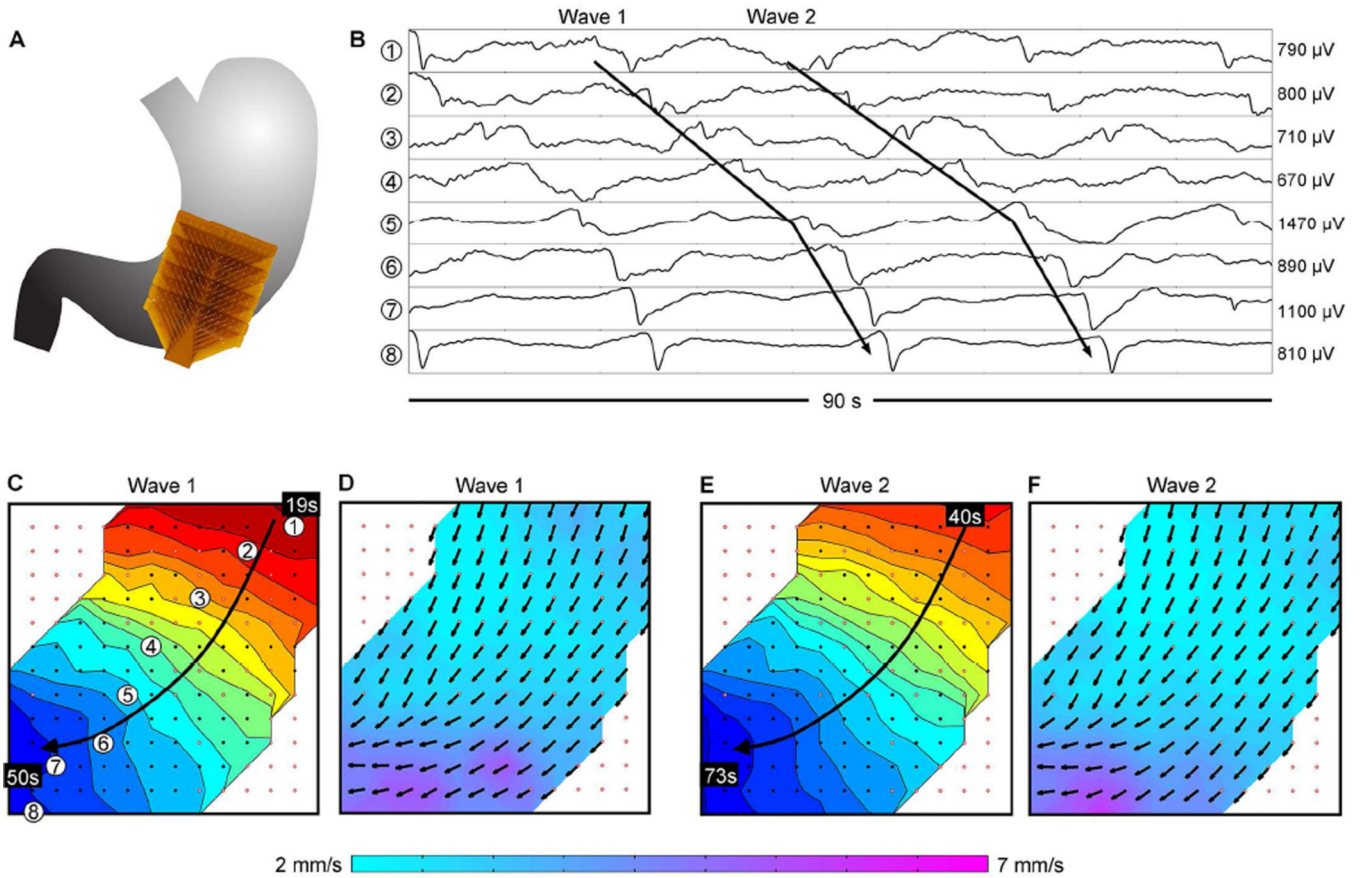 A
B
Wave 1
Wave 2
① 790 µV
② 800 µV
③ 710 µV
④ 670 µV
⑤ 1470 µV
⑥ 890 µV
⑦ 1100 µV
⑧ 810 µV
90 s
C
Wave 1
19s
①
②
③
④
⑤
⑥
⑦
50s
⑧
D
Wave 1
E
Wave 2
40s
73s
F
Wave 2
2 mm/s
7 mm/s